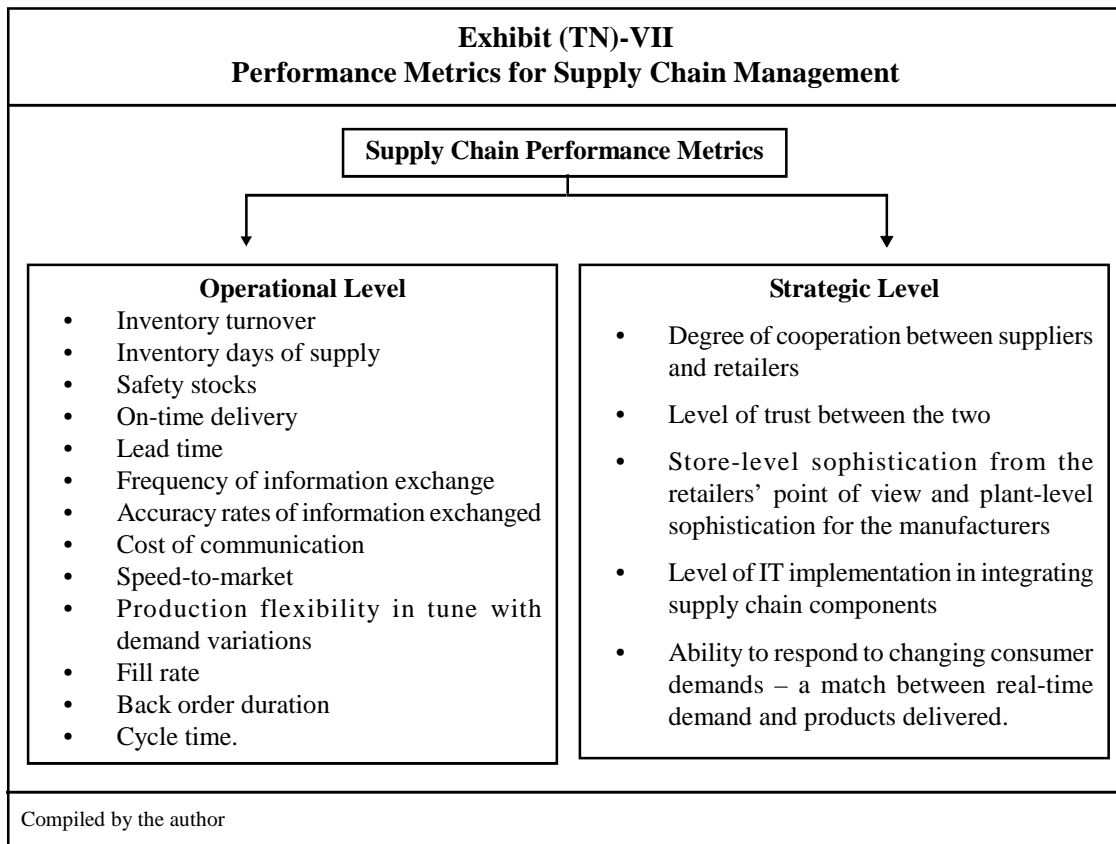 Exhibit (TN)-VII
Performance Metrics for Supply Chain Management
Supply Chain Performance Metrics
Operational Level
• Inventory turnover
• Inventory days of supply
• Safety stocks
• On-time delivery
• Lead time
• Frequency of information exchange
• Accuracy rates of information exchanged
• Cost of communication
• Speed-to-market
• Production flexibility in tune with
demand variations
• Fill rate
• Back order duration
• Cycle time.
Strategic Level
• Degree of cooperation between suppliers
and retailers
• Level of trust between the two
• Store-level sophistication from the
retailers’ point of view and plant-level
sophistication for the manufacturers
• Level of IT implementation in integrating
supply chain components
• Ability to respond to changing consumer
demands – a match between real-time
demand and products delivered.
Compiled by the author